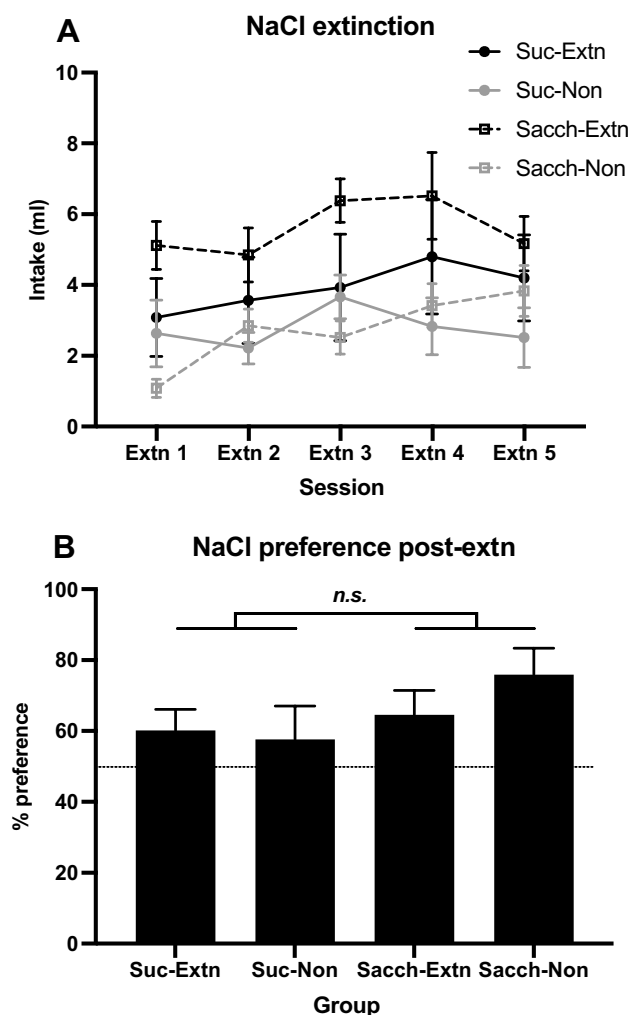 A
NaCl extinction
Suc-Extn
Suc-Non
Sacch-Extn
Sacch-Non
10
8
6
4
2
0
Intake (ml)
Extn 1 Extn 2 Extn 3 Extn 4 Extn 5
Session
B
NaCl preference post-extn
n.s.
100
80
60
40
20
0
% preference
Suc-Extn Suc-Non Sacch-Extn Sacch-Non
Group